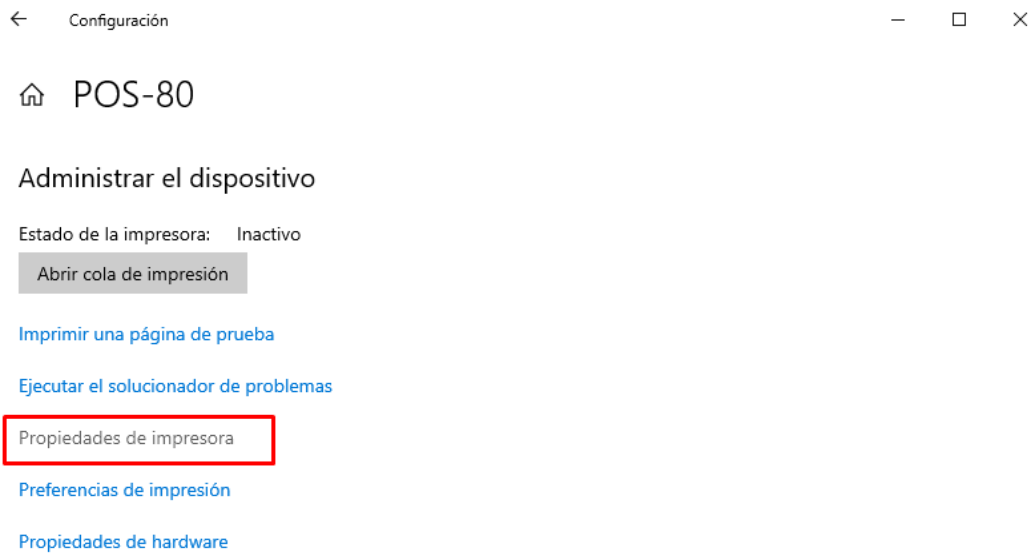 Configuración
POS-80
Administrar el dispositivo
Estado de la impresora: Inactivo
Abrir cola de impresión
Imprimir una página de prueba
Ejecutar el solucionador de problemas
Propiedades de impresora
Preferencias de impresión
Propiedades de hardware